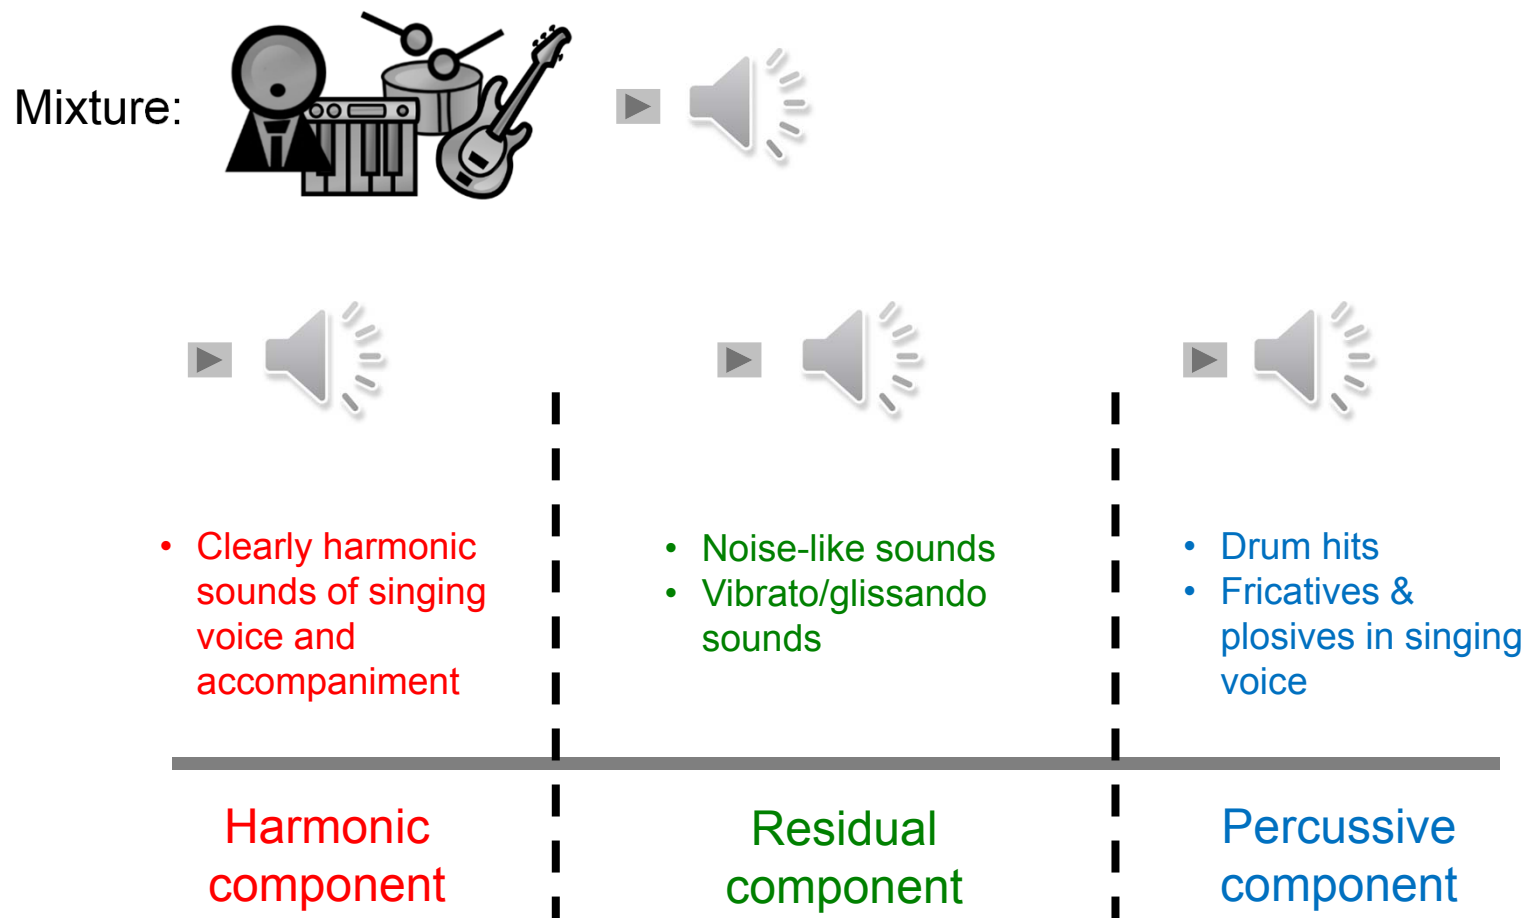 Mixture:
• Clearly harmonic
sounds of singing
voice and
accompaniment
• Noise-like sounds
• Vibrato/glissando
sounds
• Drum hits
• Fricatives &
plosives in singing
voice
Harmonic
component
Residual
component
Percussive
component